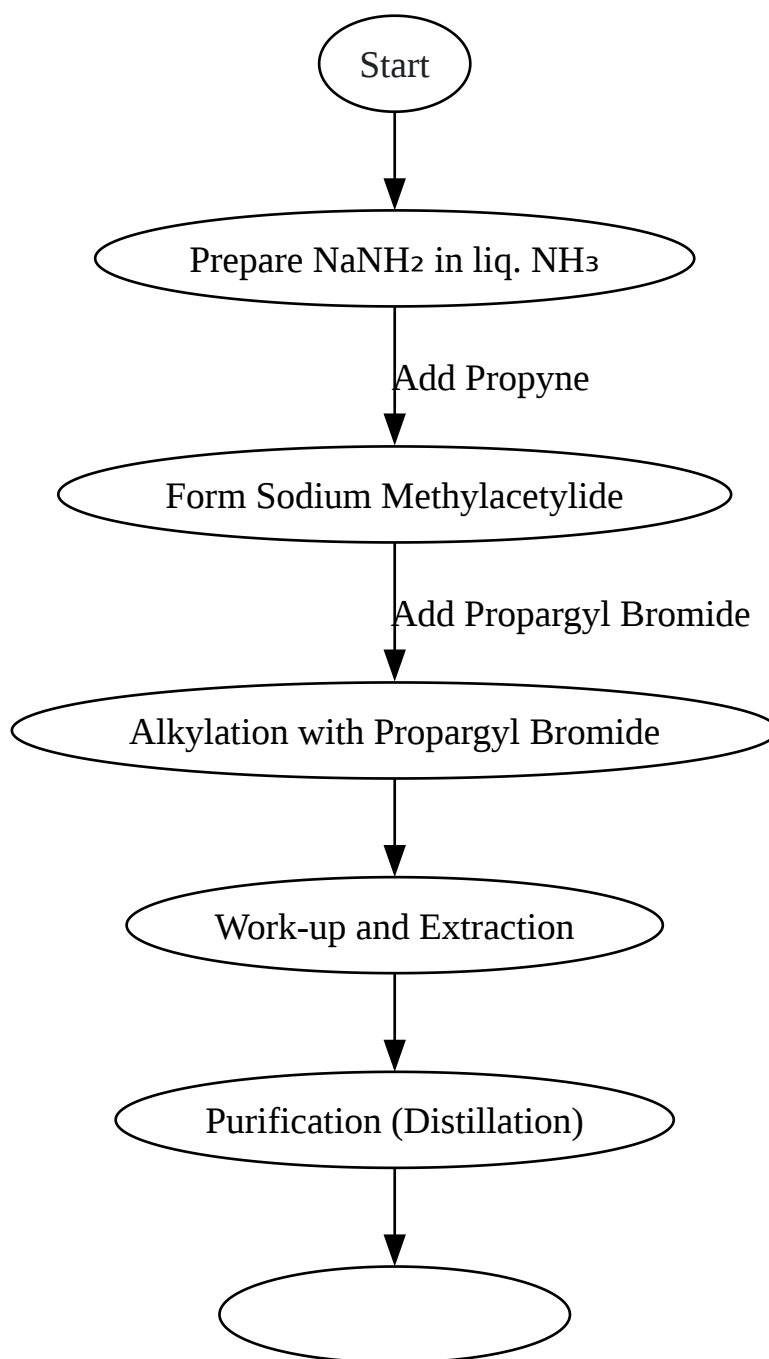 Start
Prepare NaNH₂ in liq. NH₃
Add Propyne
Form Sodium Methylacetylide
Add Propargyl Bromide
Alkylation with Propargyl Bromide
Work-up and Extraction
Purification (Distillation)